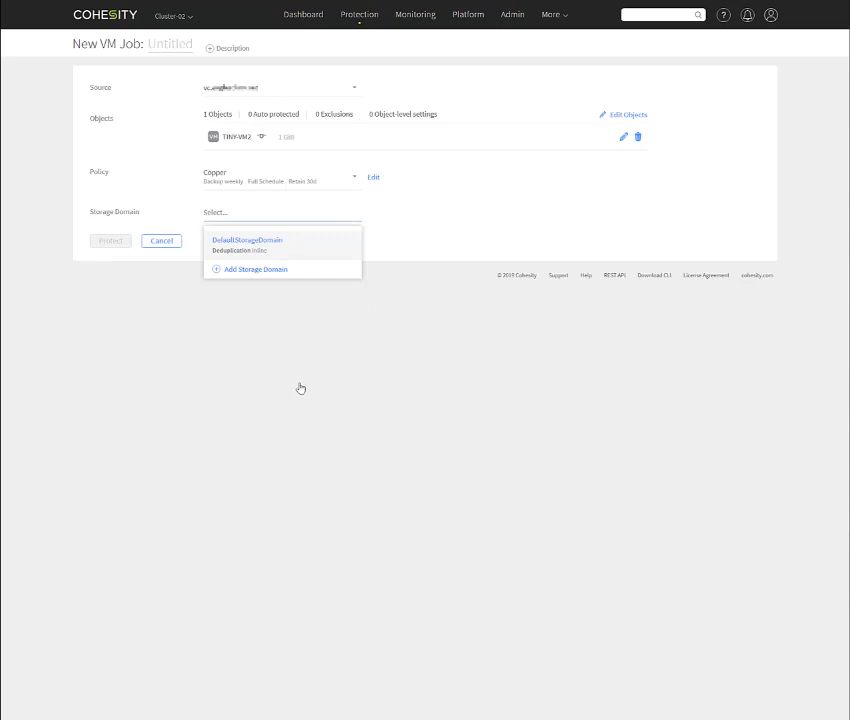 COHESITY Cluster-02 Dashboard Protection Monitoring Platform Admin More ?
New VM Job: Untitled Description
Source
Objects 1 Objects 0 Auto protected 0 Exclusions 0 Object-level settings Edit Objects
VM TINY-VM2 1 GiB
Policy Copper Edit
Backup weekly Full Schedule Retain 30d
Storage Domain Select...
Protect Cancel
DefaultStorageDomain
Deduplication Inline
Add Storage Domain
© 2019 Cohesity Support Help REST API Download CLI License Agreement cohesity.com